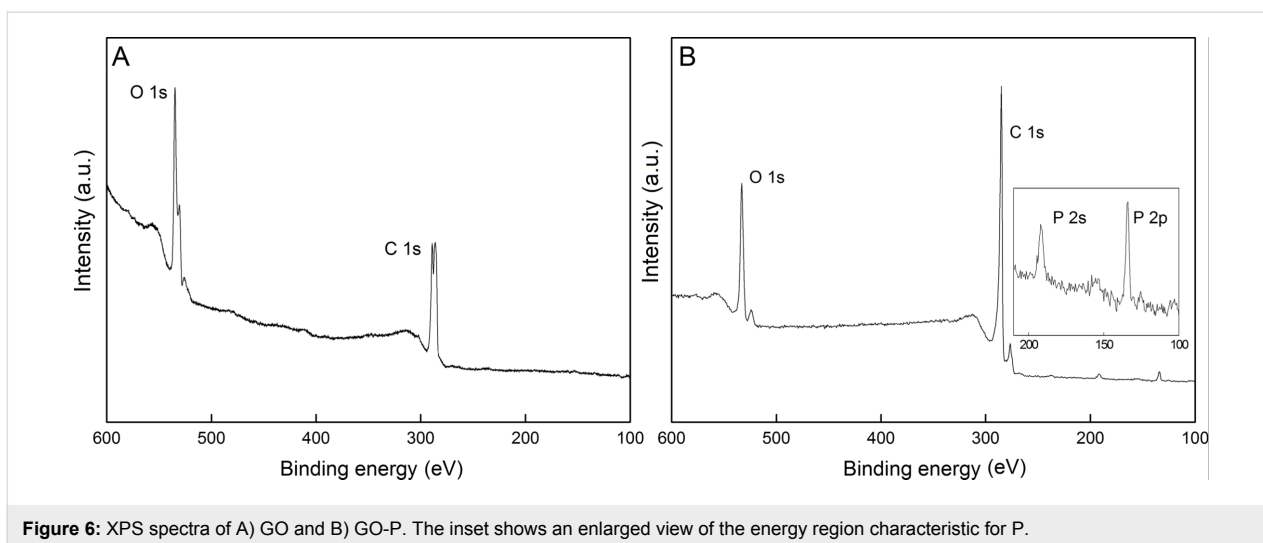 A
O 1s
C 1s
Intensity (a.u.)
600 500 400 300 200 100
Binding energy (eV)
B
O 1s
C 1s
P 2s P 2p
200 150 100
Intensity (a.u.)
600 500 400 300 200 100
Binding energy (eV)
Figure 6: XPS spectra of A) GO and B) GO-P. The inset shows an enlarged view of the energy region characteristic for P.